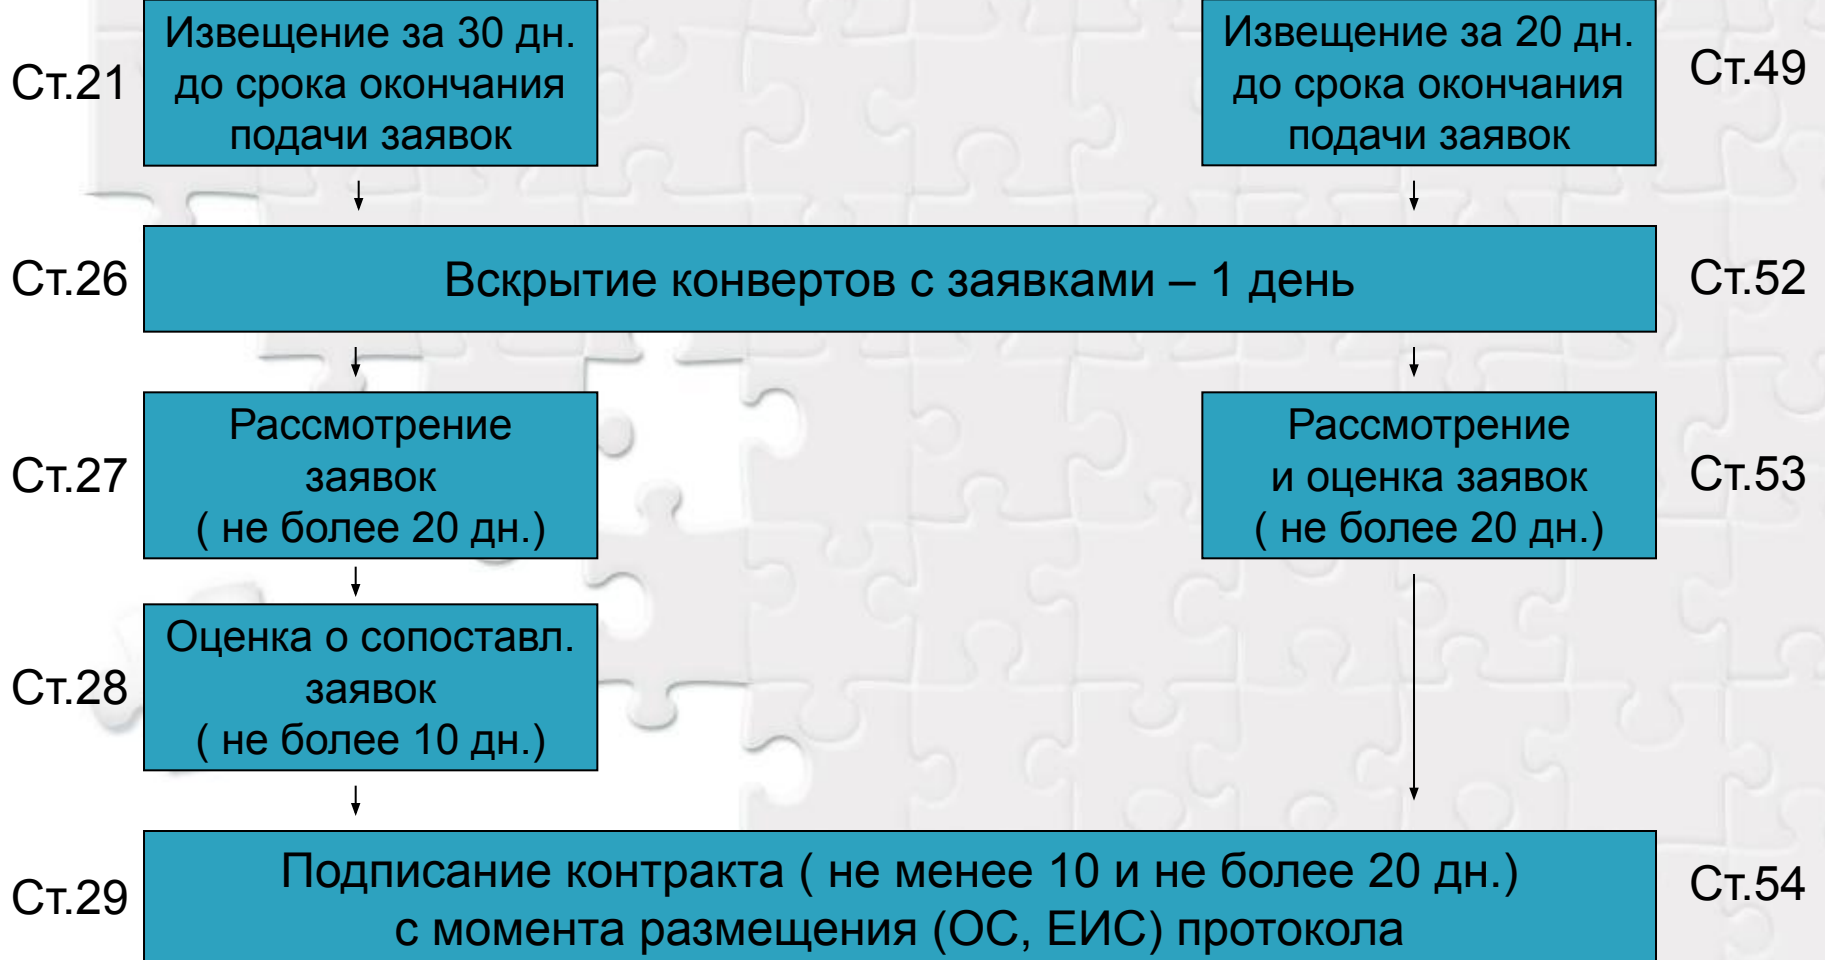 Ст.21
Извещение за 30 дн.
до срока окончания
подачи заявок
Извещение за 20 дн.
до срока окончания
подачи заявок
Ст.49
Ст.26
Вскрытие конвертов с заявками – 1 день
Ст.52
Ст.27
Рассмотрение
заявок
( не более 20 дн.)
Рассмотрение
и оценка заявок
( не более 20 дн.)
Ст.53
Ст.28
Оценка о сопоставл.
заявок
( не более 10 дн.)
Ст.29
Подписание контракта ( не менее 10 и не более 20 дн.)
с момента размещения (ОС, ЕИС) протокола
Ст.54